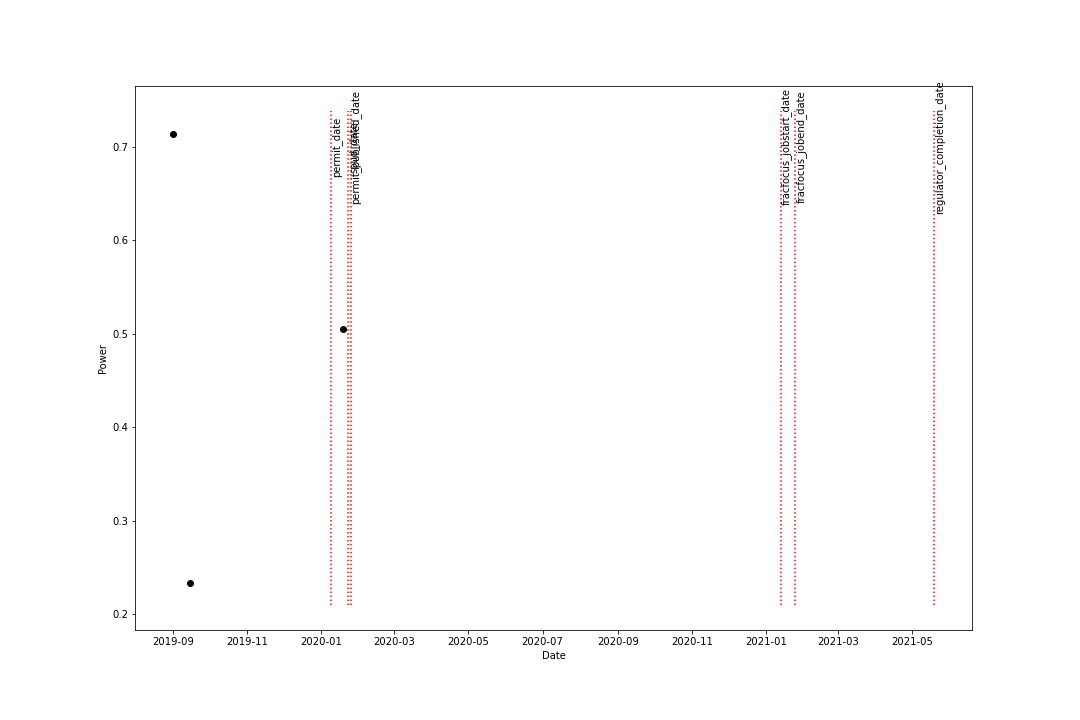 permit_date
permit_published_date
fracfocus_jobstart_date
fracfocus_jobend_date
regulator_completion_date
0.7
0.6
0.5
0.4
0.3
0.2
Power
2019-09 2019-11 2020-01 2020-03 2020-05 2020-07 2020-09 2020-11 2021-01 2021-03 2021-05
Date